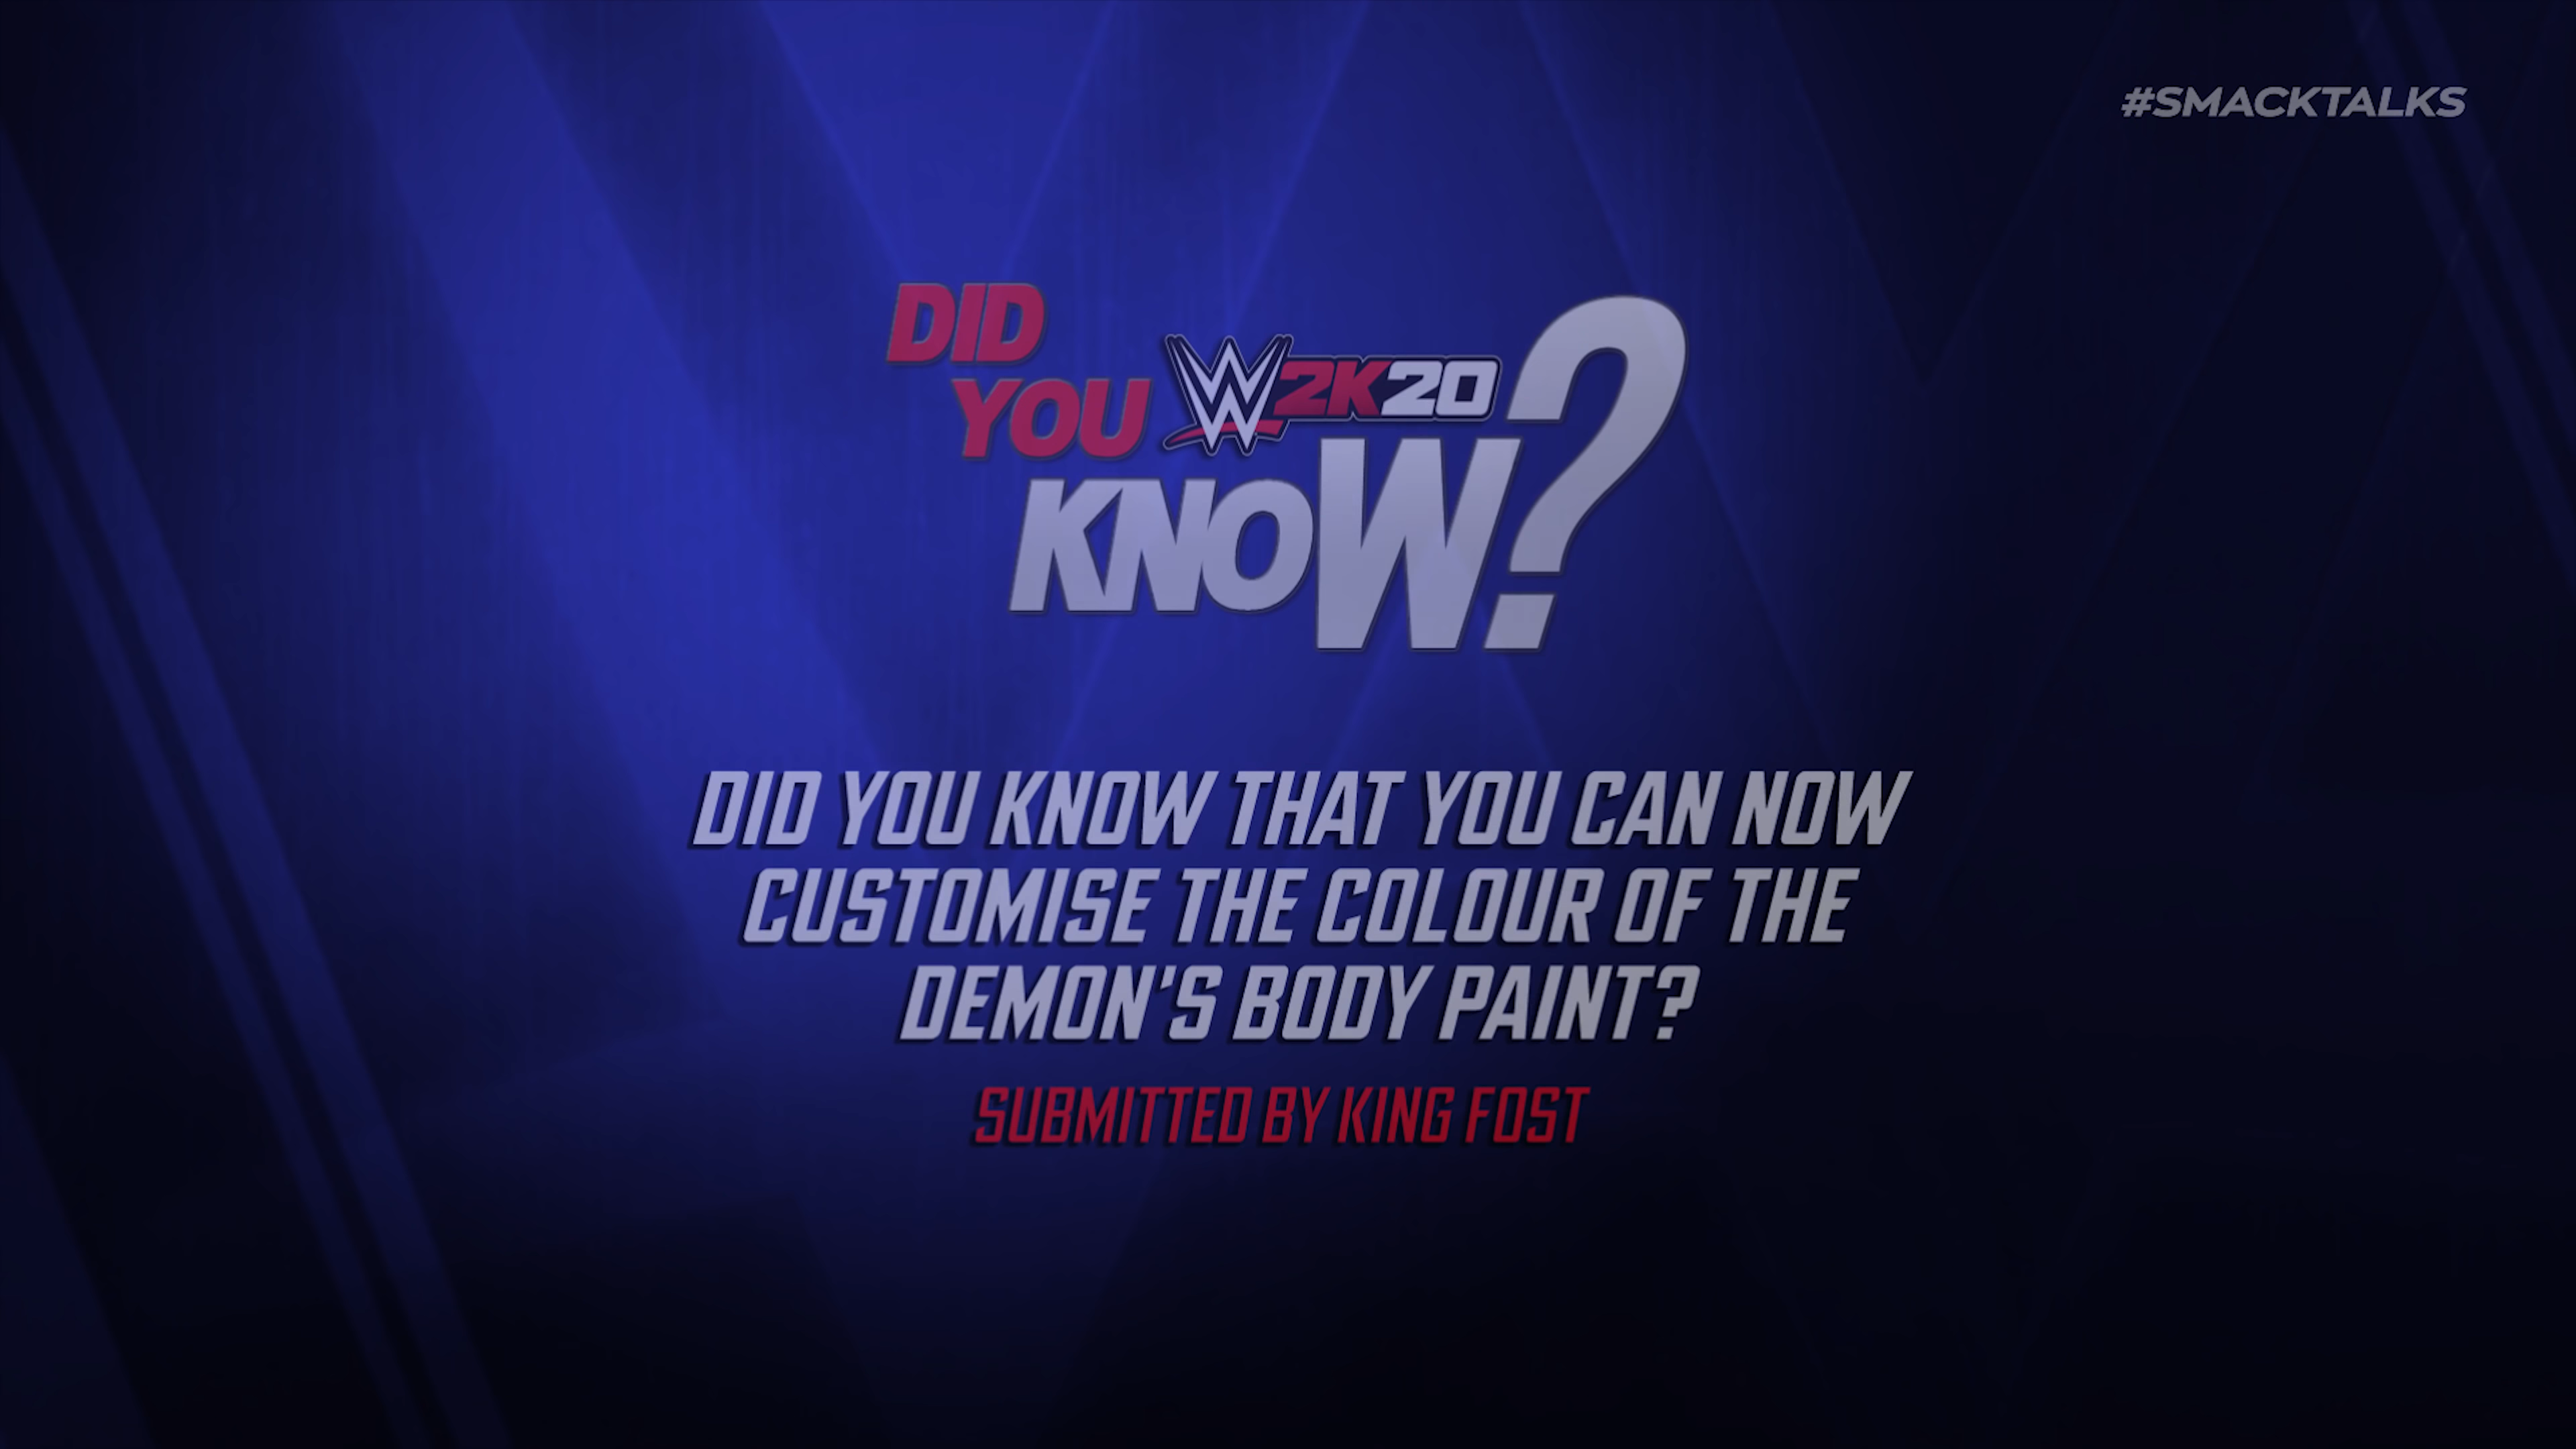 #SMACKTALKS
DID
YOU W 2K20
KNOW?
DID YOU KNOW THAT YOU CAN NOW
CUSTOMISE THE COLOUR OF THE
DEMON'S BODY PAINT?
SUBMITTED BY KING FOST